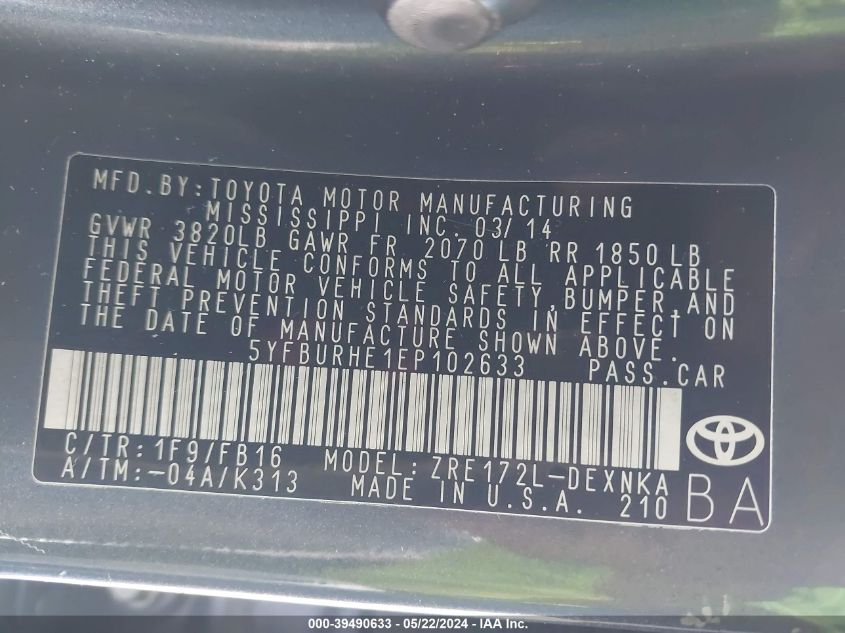 MFD.BY:TOYOTA MOTOR MANUFACTURING
MISSISSIPPI INC. 03/14
GVWR 3820LB GAWR FR 2070 LB RR 1850 LB
THIS VEHICLE CONFORMS TO ALL APPLICABLE
FEDERAL MOTOR VEHICLE SAFETY,BUMPER,AND
THEFT PREVENTION STANDARDS IN EFFECT ON
THE DATE OF MANUFACTURE SHOWN ABOVE.
5YFBURHE1EP102633 PASS.CAR
C/TR:1F9/FB16 MODEL:ZRE172L-DEXNKA
A/TM:-04A/K313 MADE IN U.S.A. 210
BA
000-39490633 - 05/22/2024 - IAA Inc.